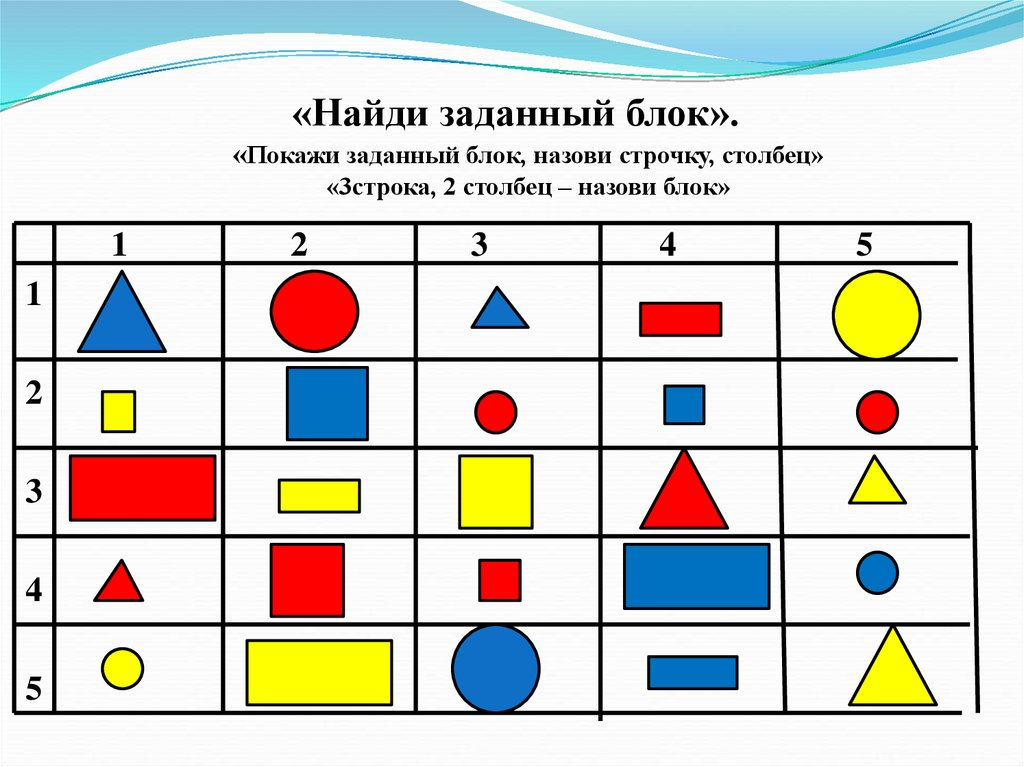 «Найди заданный блок».
«Покажи заданный блок, назови строчку, столбец»
«3строка, 2 столбец – назови блок»
1 2 3 4 5
1
2
3
4
5